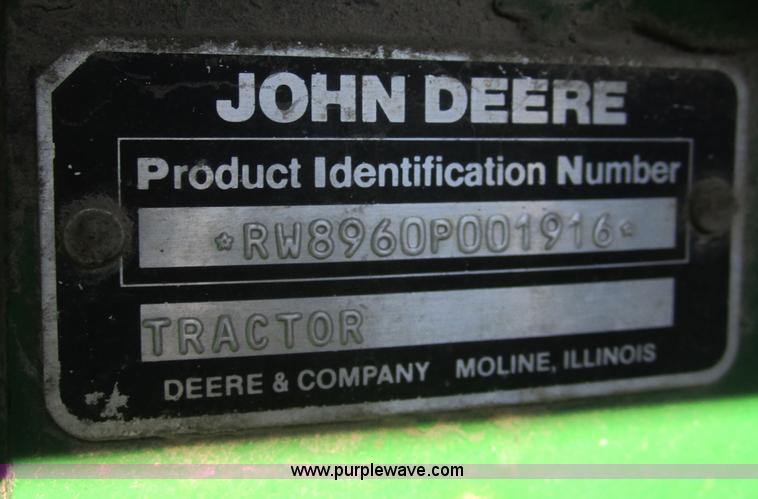 JOHN DEERE
Product Identification Number
*RW8960P001916*
TRACTOR
DEERE & COMPANY MOLINE, ILLINOIS
www.purplewave.com